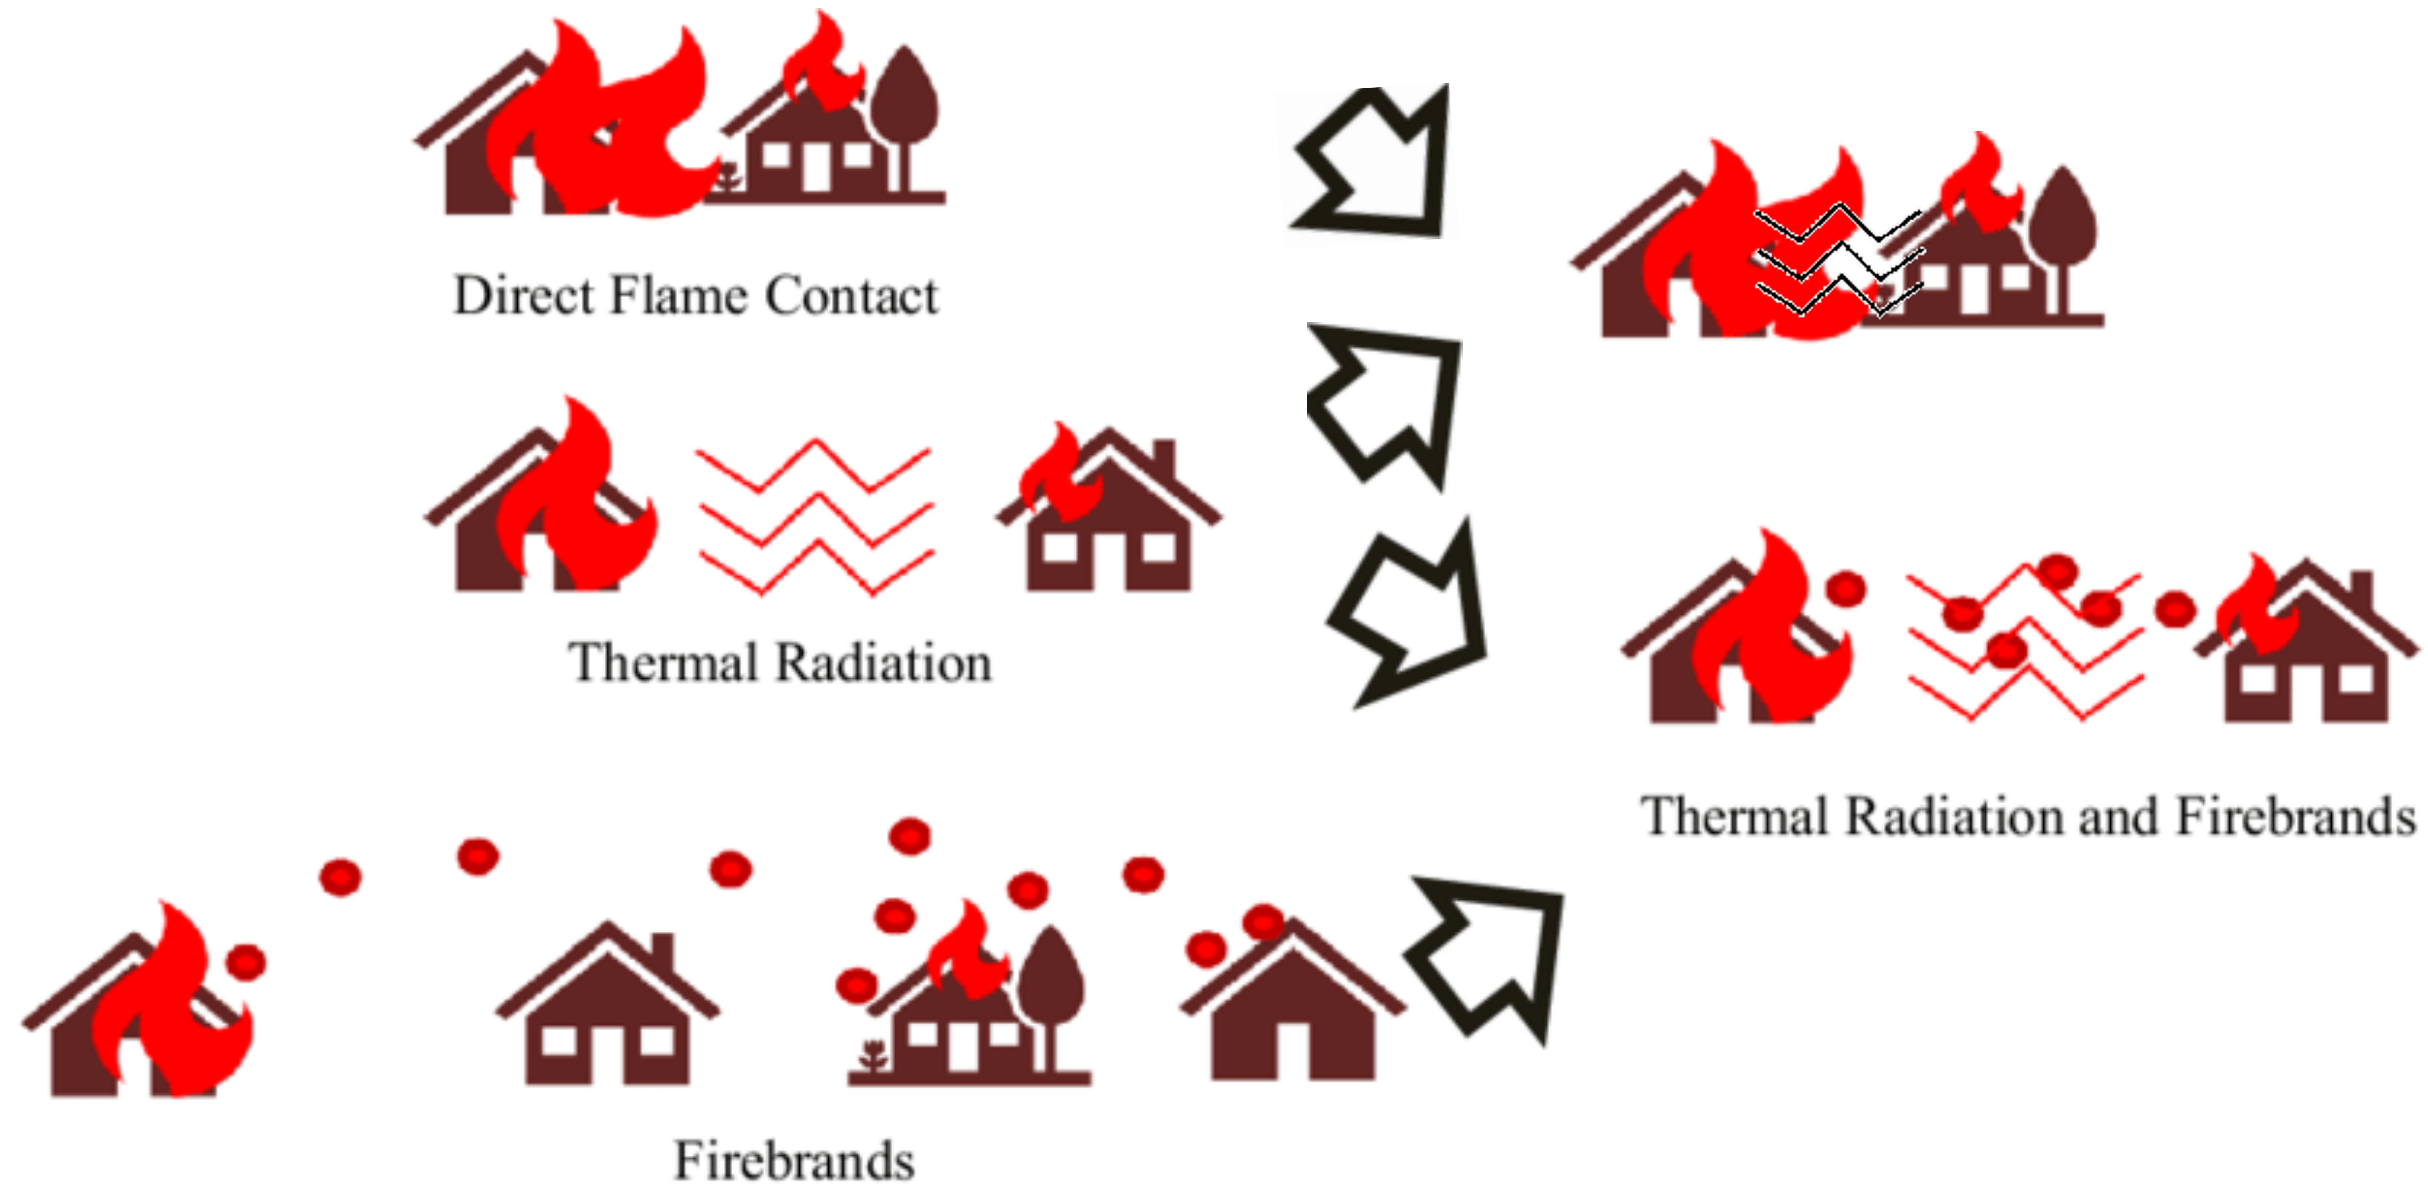 Direct Flame Contact
Thermal Radiation
Thermal Radiation and Firebrands
Firebrands